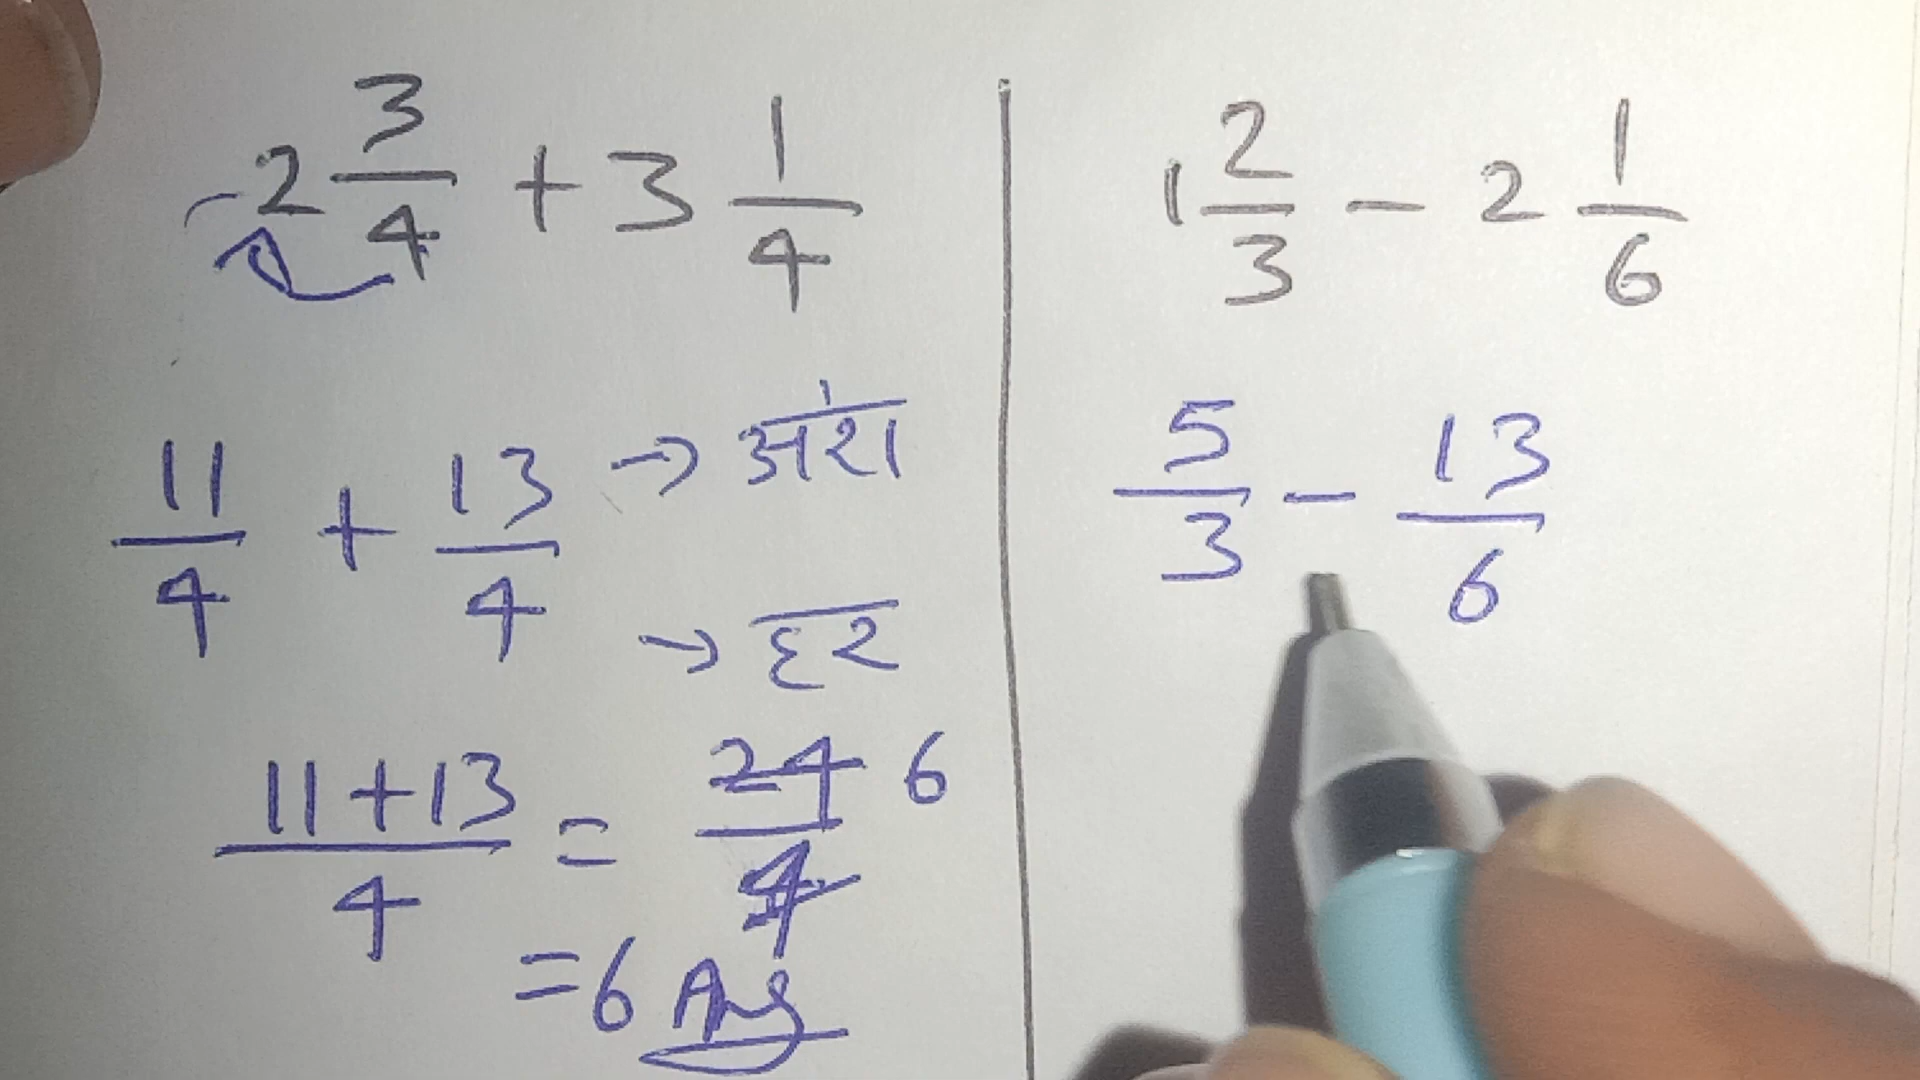 2 3/4 + 3 1/4
11/4 + 13/4 → अंश
→ हर
11+13/4 = 24/4 6
= 6 Ans
1 2/3 - 2 1/6
5/3 - 13/6